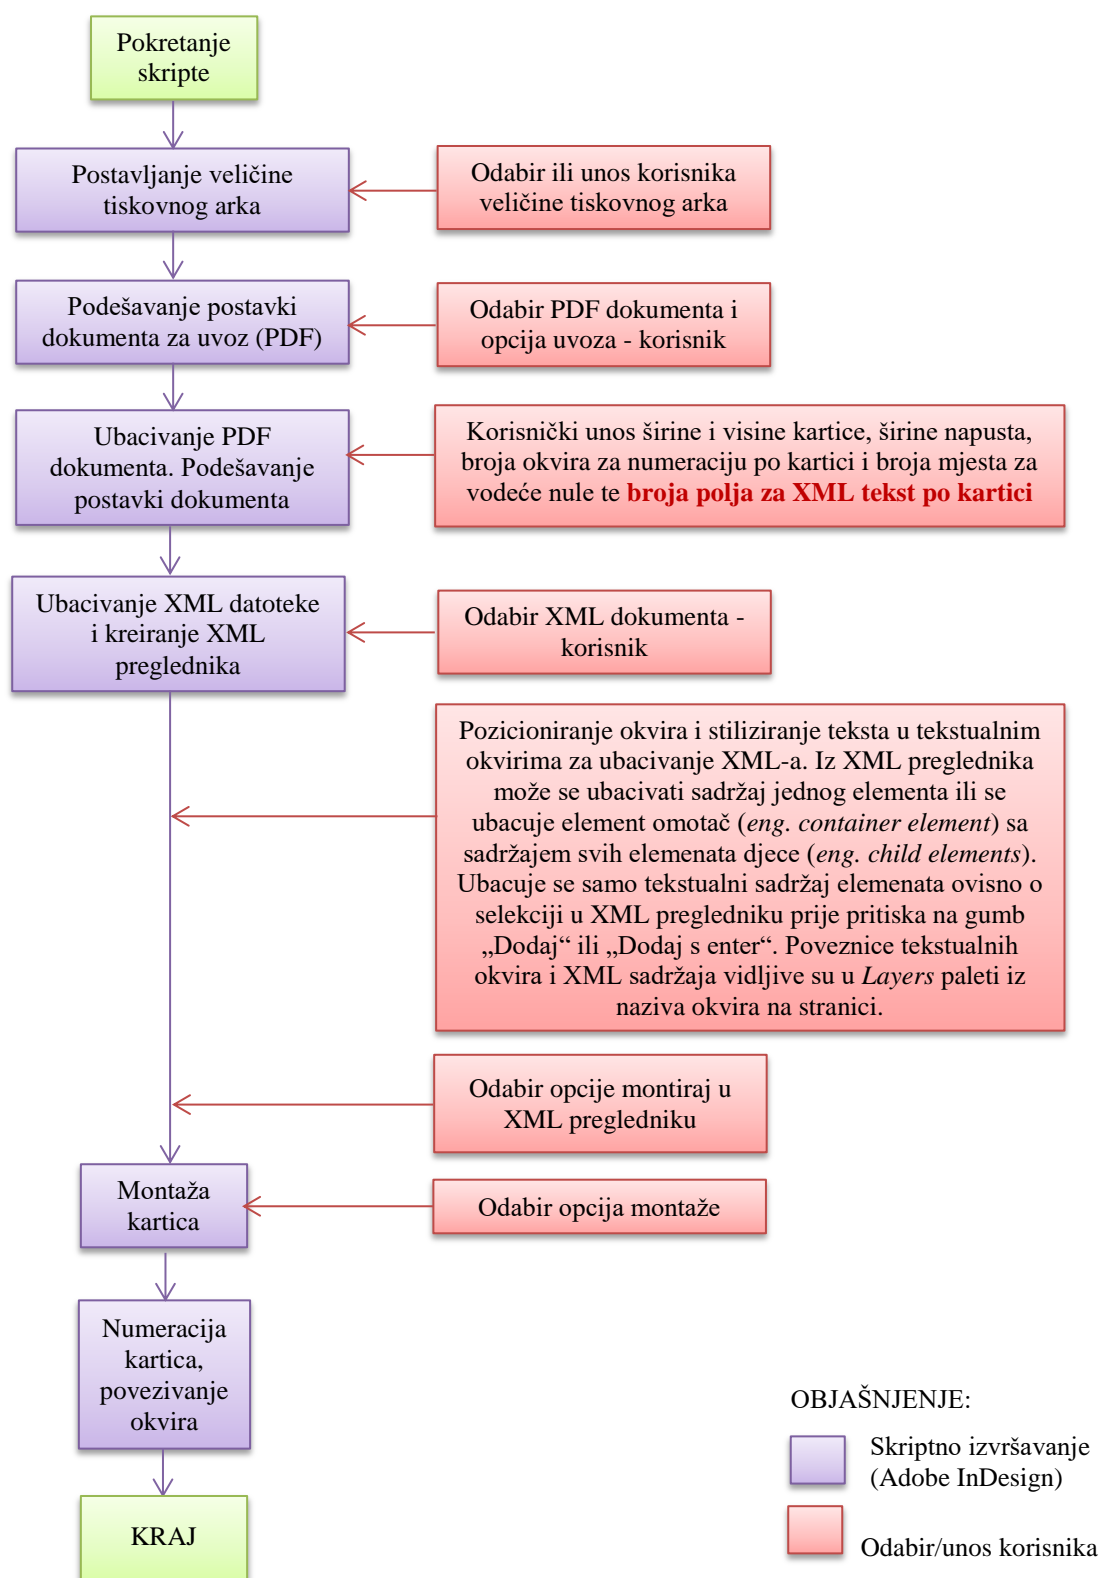 Pokretanje
skripte
Postavljanje veličine
tiskovnog arka
Odabir ili unos korisnika
veličine tiskovnog arka
Podešavanje postavki
dokumenta za uvoz (PDF)
Odabir PDF dokumenta i
opcija uvoza - korisnik
Ubacivanje PDF
dokumenta. Podešavanje
postavki dokumenta
Korisnički unos širine i visine kartice, širine napusta,
broja okvira za numeraciju po kartici i broja mjesta za
vodeće nule te broja polja za XML tekst po kartici
Ubacivanje XML datoteke
i kreiranje XML
preglednika
Odabir XML dokumenta -
korisnik
Pozicioniranje okvira i stiliziranje teksta u tekstualnim
okvirima za ubacivanje XML-a. Iz XML preglednika
može se ubacivati sadržaj jednog elementa ili se
ubacuje element omotač (eng. container element) sa
sadržajem svih elemenata djece (eng. child elements).
Ubacuje se samo tekstualni sadržaj elemenata ovisno o
selekciji u XML pregledniku prije pritiska na gumb
„Dodaj“ ili „Dodaj s enter“. Poveznice tekstualnih
okvira i XML sadržaja vidljive su u Layers paleti iz
naziva okvira na stranici.
Odabir opcije montiraj u
XML pregledniku
Montaža
kartica
Odabir opcija montaže
Numeracija
kartica,
povezivanje
okvira
KRAJ
OBJAŠNJENJE:
Skriptno izvršavanje
(Adobe InDesign)
Odabir/unos korisnika